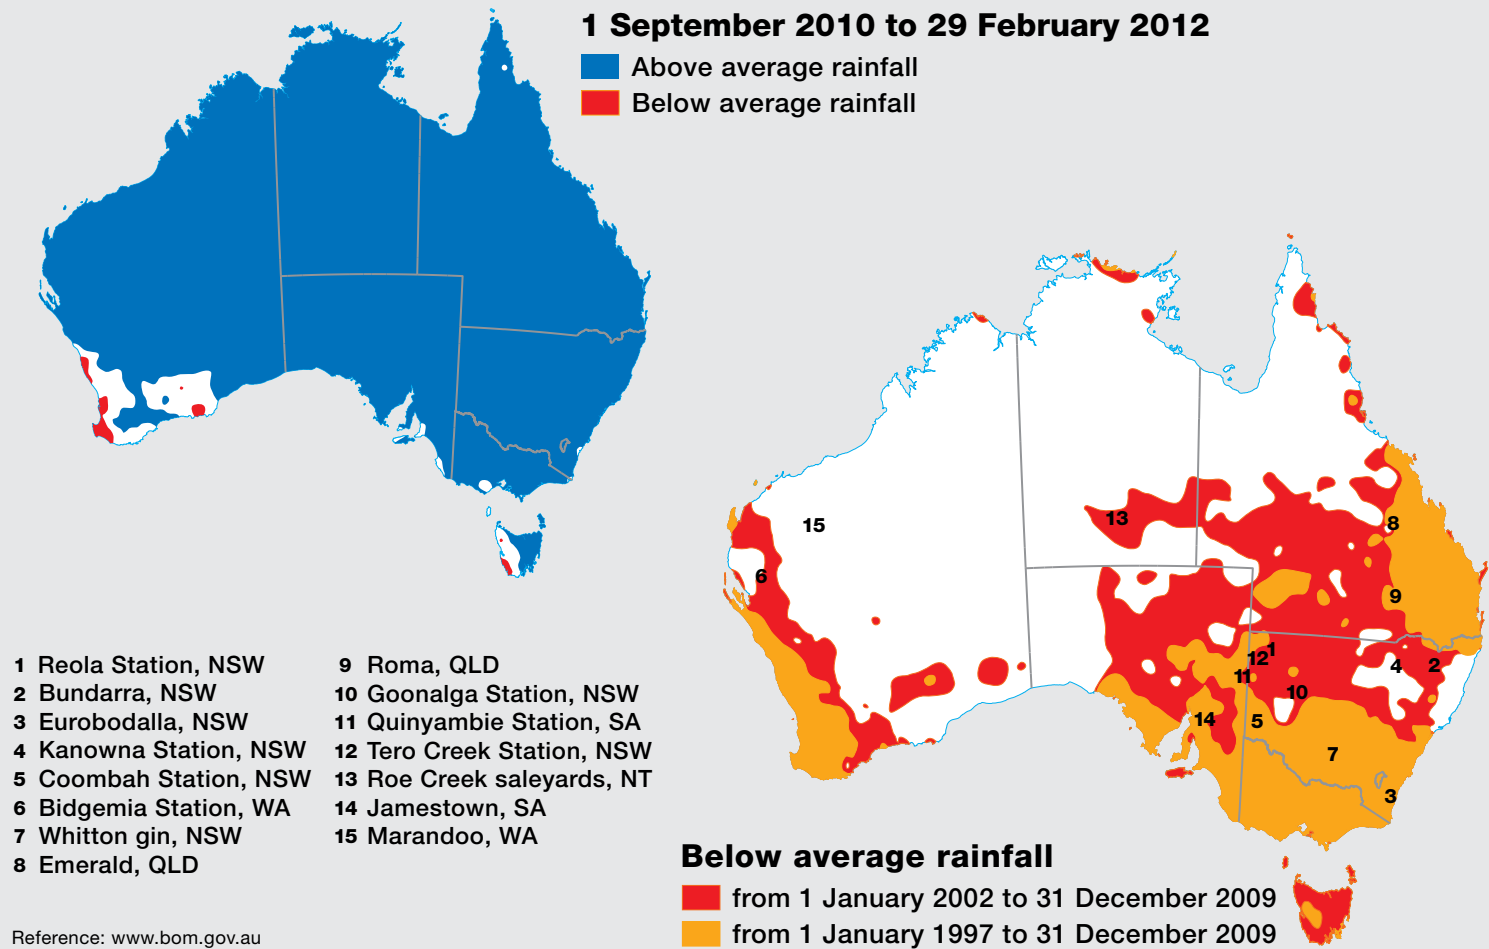 1 September 2010 to 29 February 2012
Above average rainfall
Below average rainfall
1 Reola Station, NSW
2 Bundarra, NSW
3 Eurobodalla, NSW
4 Kanowna Station, NSW
5 Coombah Station, NSW
6 Bidgemia Station, WA
7 Whitton gin, NSW
8 Emerald, QLD
9 Roma, QLD
10 Goonalga Station, NSW
11 Quinyambie Station, SA
12 Tero Creek Station, NSW
13 Roe Creek saleyards, NT
14 Jamestown, SA
15 Marandoo, WA
15
13
8
6
9
1
12
4
2
11
10
14
5
7
3
Below average rainfall
from 1 January 2002 to 31 December 2009
from 1 January 1997 to 31 December 2009
Reference: www.bom.gov.au